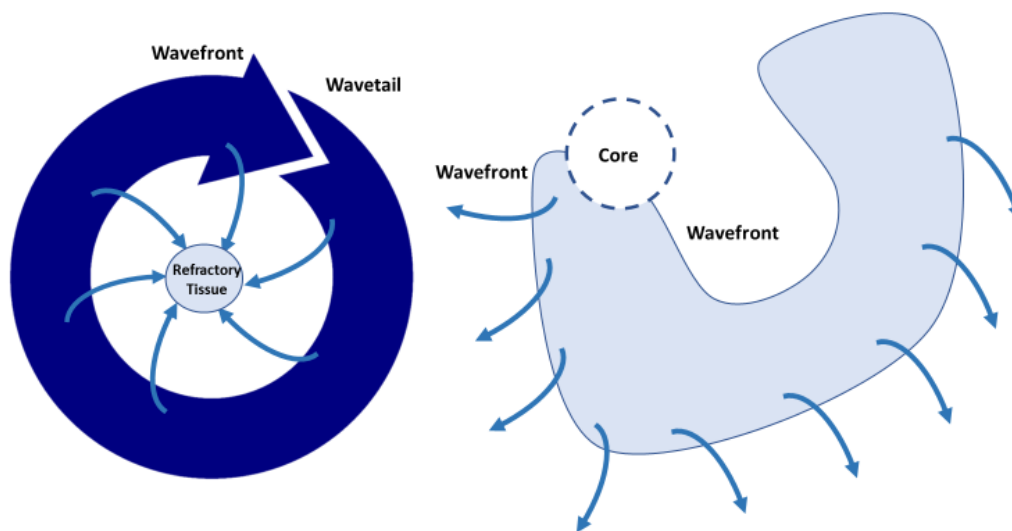 Wavefront
Wavetail
Refractory
Tissue
Core
Wavefront
Wavefront